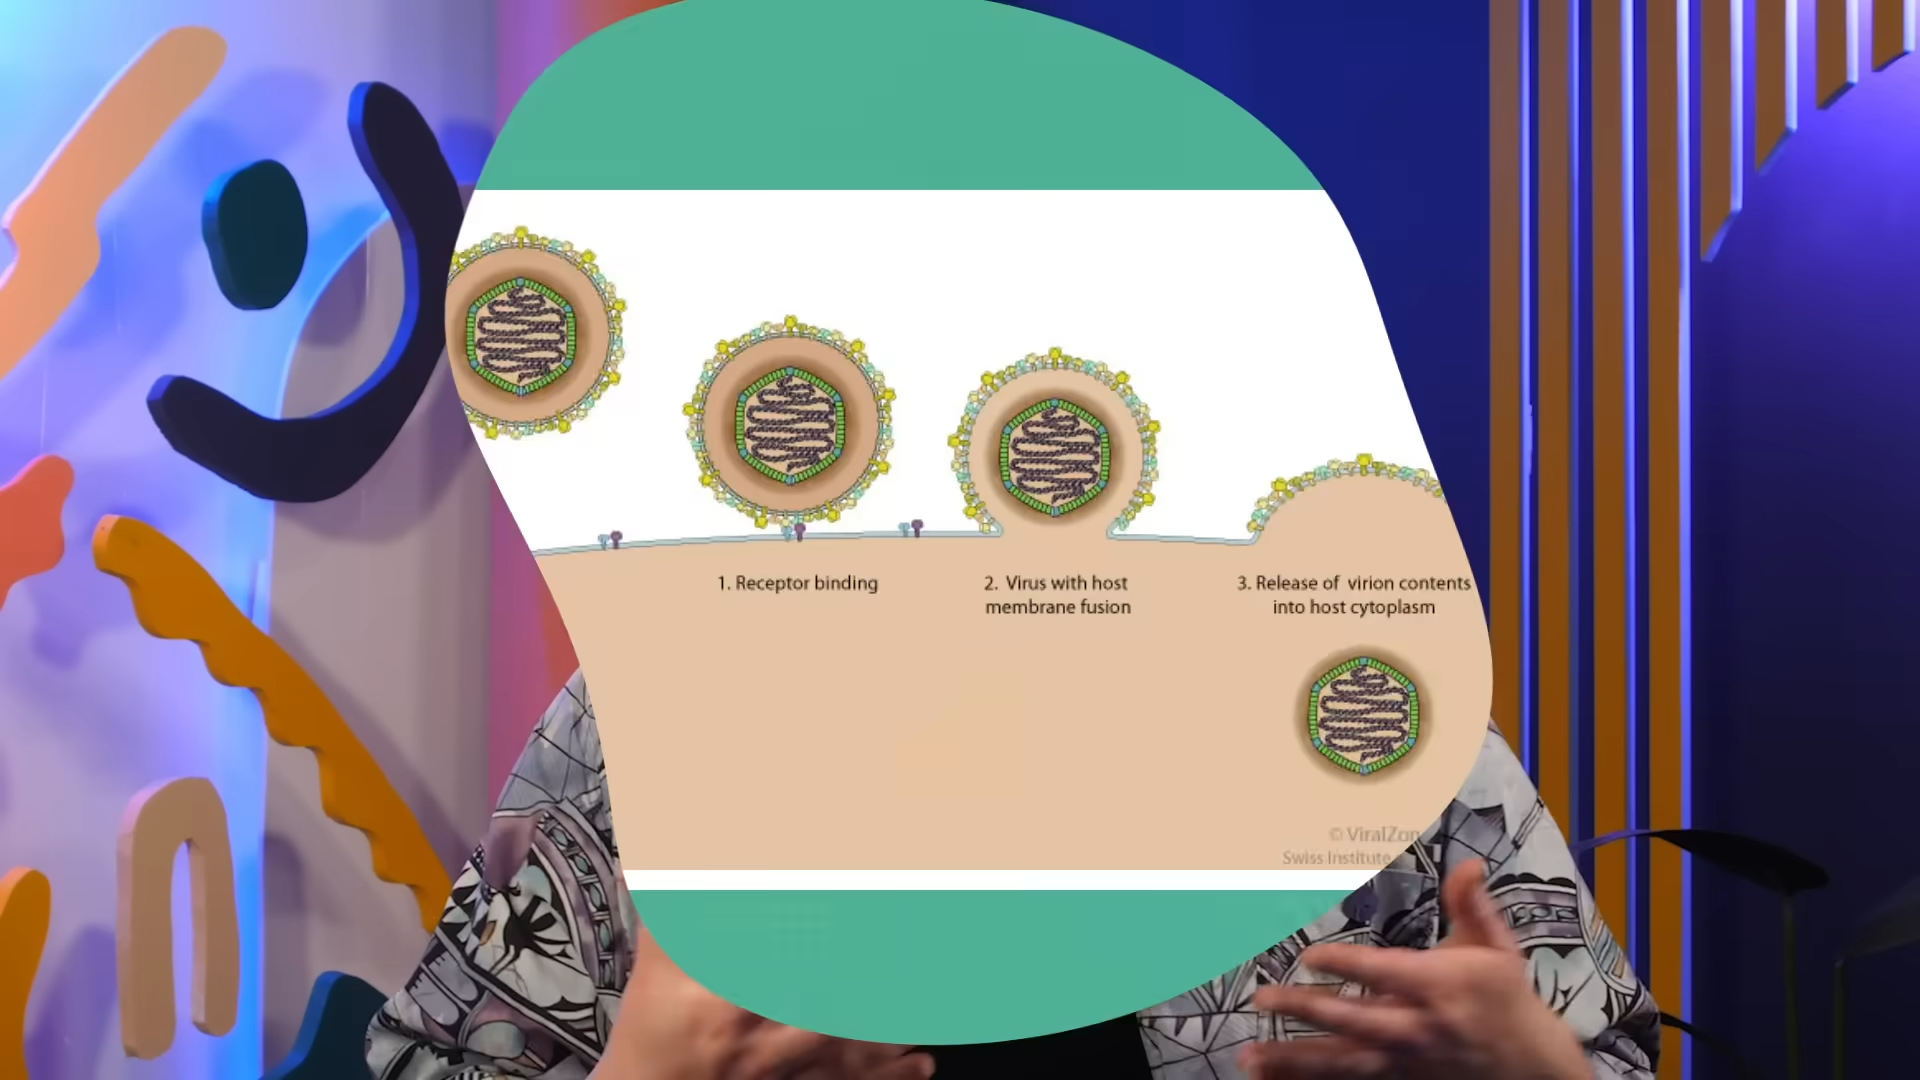 1. Receptor binding
2. Virus with host
membrane fusion
3. Release of virion contents
into host cytoplasm
© ViralZon
Swiss Institute